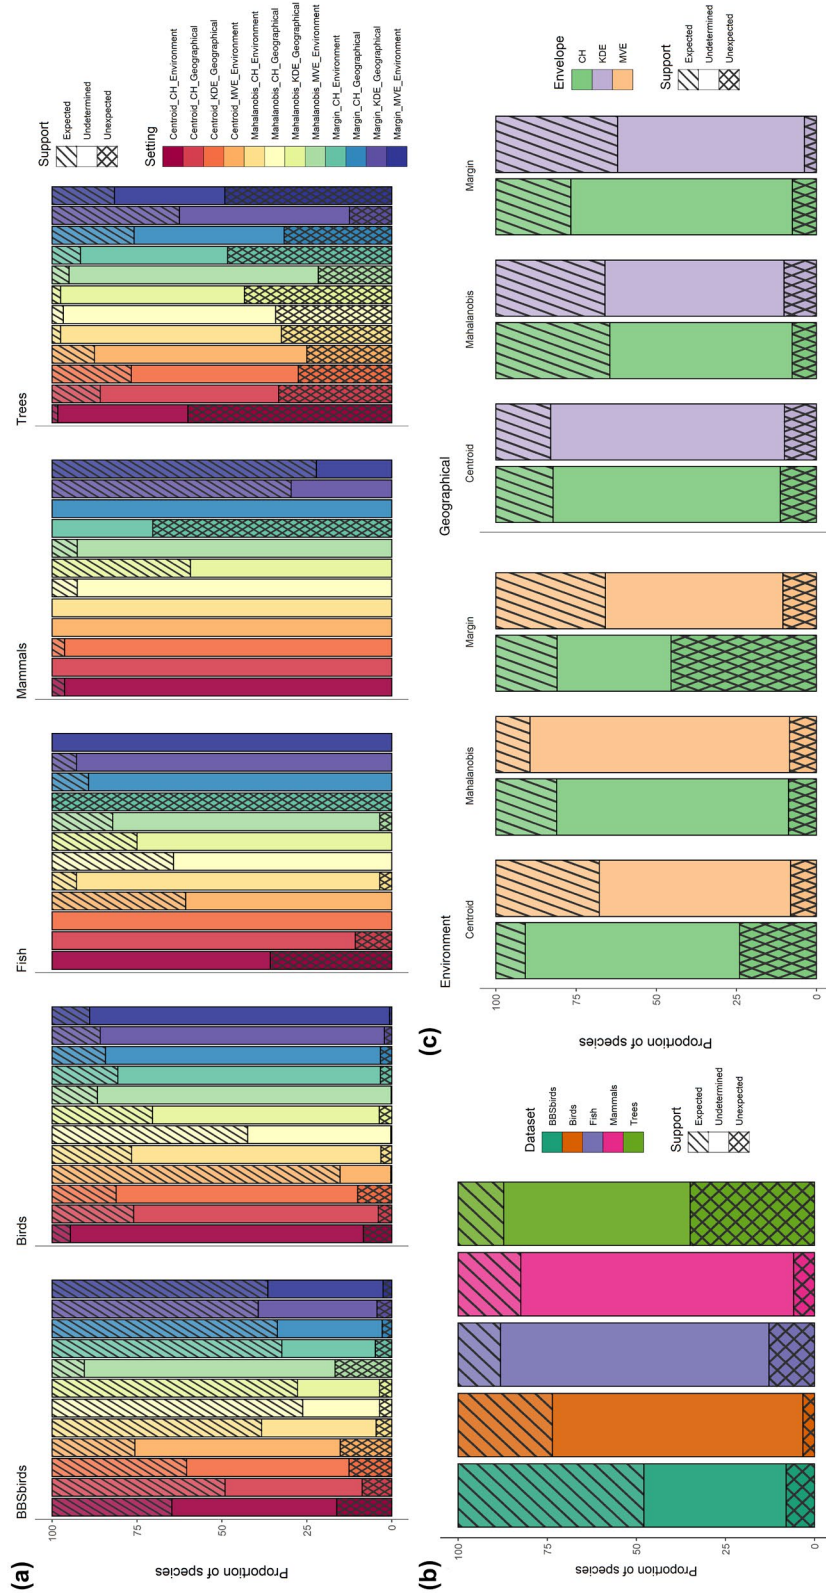 (a)
BBSbirds
Birds
Fish
Mammals
Trees
Proportion of species
100
75
50
25
0
Support
Expected
Undetermined
Unexpected
Setting
Centroid_CH_Environment
Centroid_CH_Geographical
Centroid_KDE_Geographical
Centroid_MVE_Environment
Mahalanobis_CH_Environment
Mahalanobis_CH_Geographical
Mahalanobis_KDE_Geographical
Mahalanobis_MVE_Environment
Margin_CH_Environment
Margin_CH_Geographical
Margin_KDE_Geographical
Margin_MVE_Environment
(b)
Proportion of species
100
75
50
25
0
Dataset
BBSbirds
Birds
Fish
Mammals
Trees
Support
Expected
Undetermined
Unexpected
(c)
Environment
Geographical
Centroid
Mahalanobis
Margin
Centroid
Mahalanobis
Margin
Proportion of species
100
75
50
25
0
Envelope
CH
KDE
MVE
Support
Expected
Undetermined
Unexpected